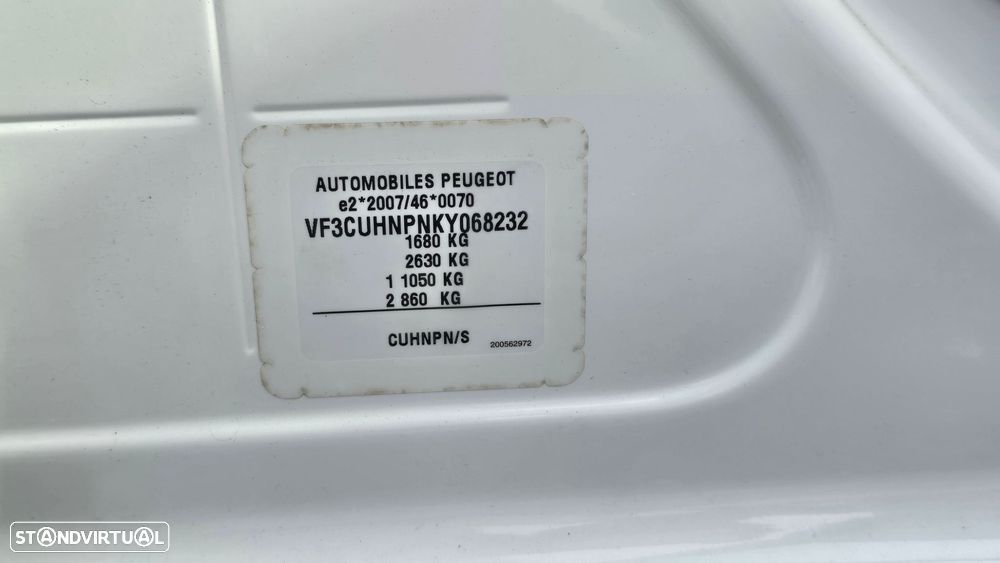 AUTOMOBILES PEUGEOT
e2*2007/46*0070
VF3CUHNPNKY068232
1680 KG
2630 KG
1 1050 KG
2 860 KG
CUHNPN/S
200562972
STANDVIRTUAL